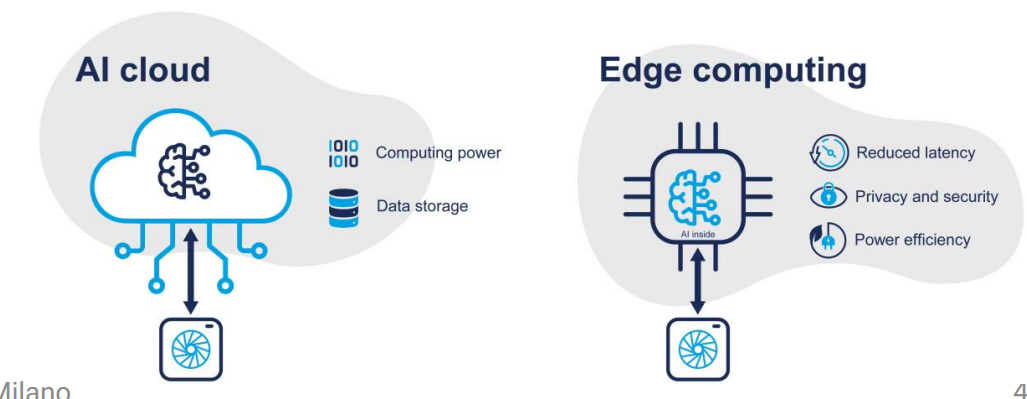 AI cloud
1010
1010
Computing power
Data storage
Edge computing
AI inside
Reduced latency
Privacy and security
Power efficiency
Milano
4